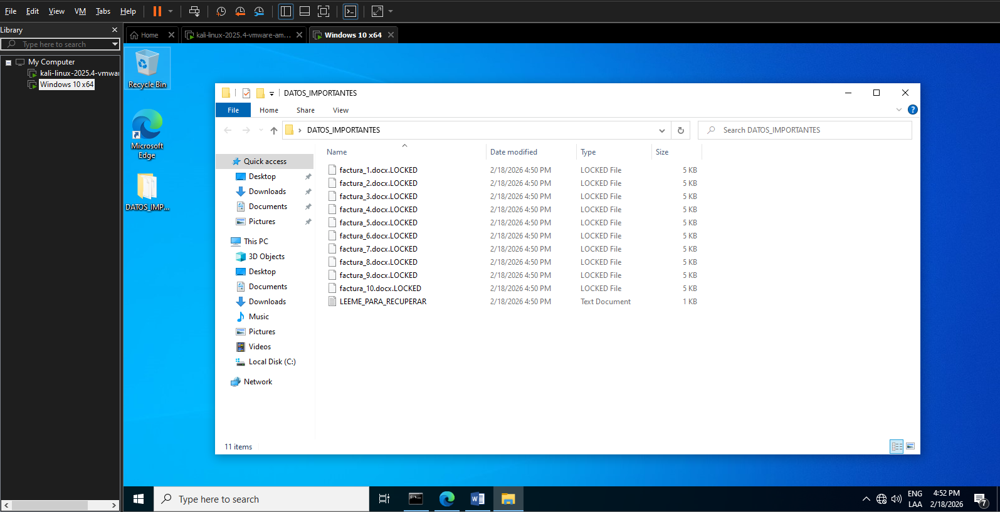 File Edit View VM Tabs Help
Library
Type here to search
My Computer
kali-linux-2025.4-vmwar
Windows 10 x64
Home
kali-linux-2025.4-vmware-am...
Windows 10 x64
Recycle Bin
Microsoft
Edge
DATOS_IMP...
DATOS_IMPORTANTES
File Home Share View
DATOS_IMPORTANTES
Search DATOS_IMPORTANTES
Quick access
Desktop
Downloads
Documents
Pictures
This PC
3D Objects
Desktop
Documents
Downloads
Music
Pictures
Videos
Local Disk (C:)
Network
Name Date modified Type Size
factura_1.docx.LOCKED 2/18/2026 4:50 PM LOCKED File 5 KB
factura_2.docx.LOCKED 2/18/2026 4:50 PM LOCKED File 5 KB
factura_3.docx.LOCKED 2/18/2026 4:50 PM LOCKED File 5 KB
factura_4.docx.LOCKED 2/18/2026 4:50 PM LOCKED File 5 KB
factura_5.docx.LOCKED 2/18/2026 4:50 PM LOCKED File 5 KB
factura_6.docx.LOCKED 2/18/2026 4:50 PM LOCKED File 5 KB
factura_7.docx.LOCKED 2/18/2026 4:50 PM LOCKED File 5 KB
factura_8.docx.LOCKED 2/18/2026 4:50 PM LOCKED File 5 KB
factura_9.docx.LOCKED 2/18/2026 4:50 PM LOCKED File 5 KB
factura_10.docx.LOCKED 2/18/2026 4:50 PM LOCKED File 5 KB
LEEME_PARA_RECUPERAR 2/18/2026 4:50 PM Text Document 1 KB
11 items
Type here to search
ENG
LAA
4:52 PM
2/18/2026
7